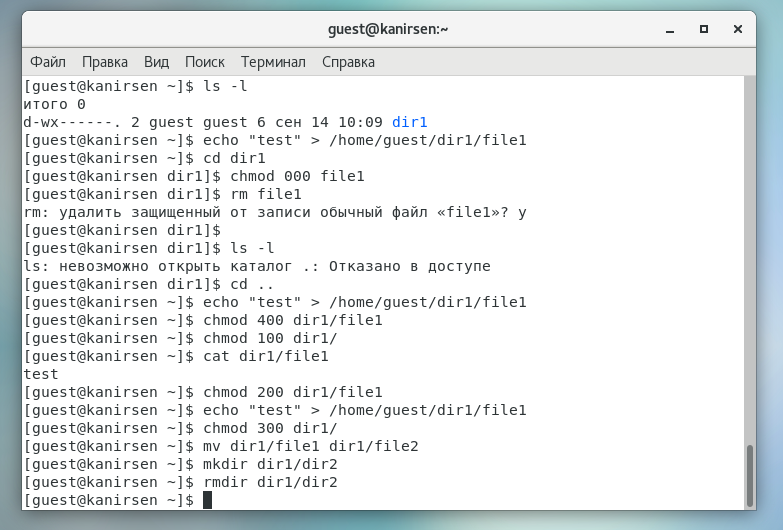 guest@kanirsen:~
Файл Правка Вид Поиск Терминал Справка
[guest@kanirsen ~]$ ls -l
итого 0
d-wx------. 2 guest guest 6 сен 14 10:09 dir1
[guest@kanirsen ~]$ echo "test" > /home/guest/dir1/file1
[guest@kanirsen ~]$ cd dir1
[guest@kanirsen dir1]$ chmod 000 file1
[guest@kanirsen dir1]$ rm file1
rm: удалить защищенный от записи обычный файл «file1»? y
[guest@kanirsen dir1]$
[guest@kanirsen dir1]$ ls -l
ls: невозможно открыть каталог .: Отказано в доступе
[guest@kanirsen dir1]$ cd ..
[guest@kanirsen ~]$ echo "test" > /home/guest/dir1/file1
[guest@kanirsen ~]$ chmod 400 dir1/file1
[guest@kanirsen ~]$ chmod 100 dir1/
[guest@kanirsen ~]$ cat dir1/file1
test
[guest@kanirsen ~]$ chmod 200 dir1/file1
[guest@kanirsen ~]$ echo "test" > /home/guest/dir1/file1
[guest@kanirsen ~]$ chmod 300 dir1/
[guest@kanirsen ~]$ mv dir1/file1 dir1/file2
[guest@kanirsen ~]$ mkdir dir1/dir2
[guest@kanirsen ~]$ rmdir dir1/dir2
[guest@kanirsen ~]$